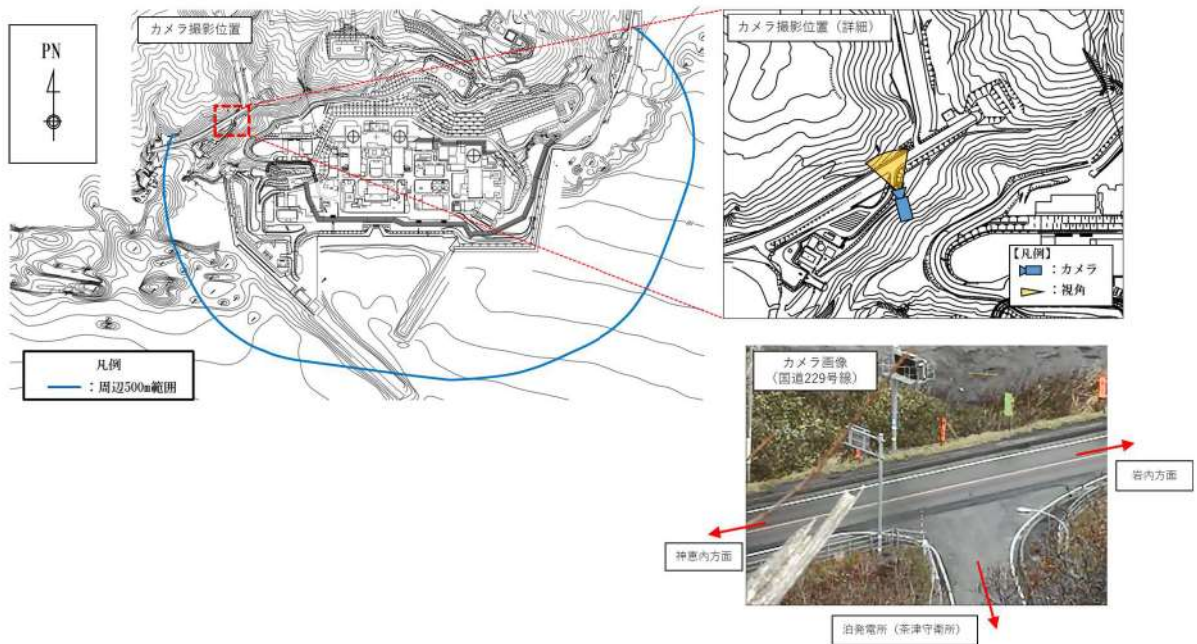 PN
カメラ撮影位置
カメラ撮影位置（詳細）
【凡例】
：カメラ
：視角
凡例
：周辺500m範囲
カメラ画像
（国道229号線）
岩内方面
神恵内方面
泊発電所（茶津守衛所）